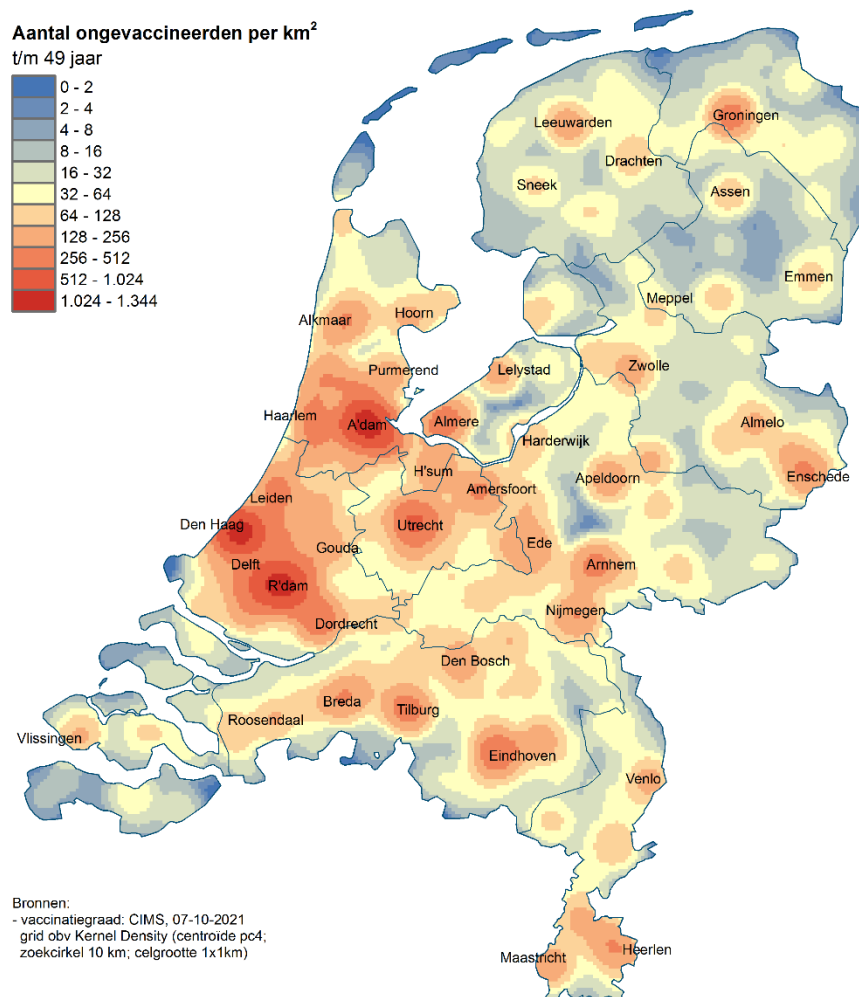 Aantal ongevaccineerden per km²
t/m 49 jaar
0 - 2
2 - 4
4 - 8
8 - 16
16 - 32
32 - 64
64 - 128
128 - 256
256 - 512
512 - 1.024
1.024 - 1.344
Leeuwarden
Groningen
Drachten
Sneek
Assen
Emmen
Meppel
Alkmaar
Hoorn
Purmerend
Lelystad
Zwolle
Haarlem
A'dam
Almere
Harderwijk
Almelo
H'sum
Amersfoort
Apeldoorn
Enschede
Leiden
Den Haag
Utrecht
Gouda
Ede
Delft
Arnhem
R'dam
Nijmegen
Dordrecht
Den Bosch
Breda
Tilburg
Roosendaal
Vlissingen
Eindhoven
Venlo
Maastricht
Heerlen
Bronnen:
- vaccinatiegraad: CIMS, 07-10-2021
grid obv Kernel Density (centroide pc4;
zoekcirkel 10 km; celgrootte 1x1km)